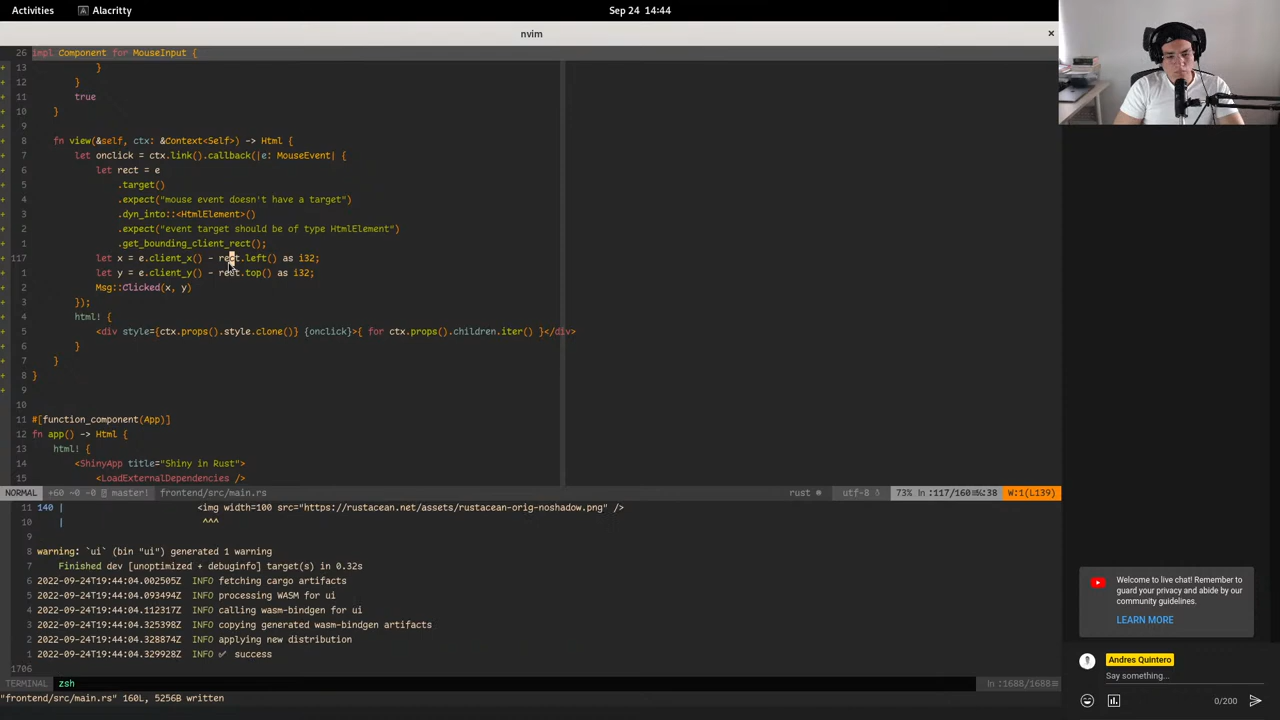 Activities
Alacritty
Sep 24 14:44
nvim
×
26 impl Component for MouseInput {
+ 13 }
+ 12 }
+ 11 true
+ 10 }
+ 9
+ 8 fn view(&self, ctx: &Context<Self>) -> Html {
+ 7 let onclick = ctx.link().callback(|e: MouseEvent| {
+ 6 let rect = e
+ 5 .target()
+ 4 .expect("mouse event doesn't have a target")
+ 3 .dyn_into::<HtmlElement>()
+ 2 .expect("event target should be of type HtmlElement")
+ 1 .get_bounding_client_rect();
+ 117 let x = e.client_x() - rect.left() as i32;
+ 1 let y = e.client_y() - rect.top() as i32;
+ 2 Msg::Clicked(x, y)
+ 3 });
+ 4 html! {
+ 5 <div style={ctx.props().style.clone()} {onclick}>{ for ctx.props().children.iter() }</div>
+ 6 }
+ 7 }
+ 8 }
+ 9
10
11 #[function_component(App)]
12 fn app() -> Html {
13 html! {
14 <ShinyApp title="Shiny in Rust">
15 <LoadExternalDependencies />
NORMAL +60 ~0 -0 master! frontend/src/main.rs rust utf-8 73% ln :117/160 :38 W:1(L139)
11 140 | <img width=100 src="https://rustacean.net/assets/rustacean-orig-noshadow.png" />
10 | ^^^
9
8 warning: `ui` (bin "ui") generated 1 warning
7 Finished dev [unoptimized + debuginfo] target(s) in 0.32s
6 2022-09-24T19:44:04.002505Z INFO fetching cargo artifacts
5 2022-09-24T19:44:04.093494Z INFO processing WASM for ui
4 2022-09-24T19:44:04.112317Z INFO calling wasm-bindgen for ui
3 2022-09-24T19:44:04.325398Z INFO copying generated wasm-bindgen artifacts
2 2022-09-24T19:44:04.328874Z INFO applying new distribution
1 2022-09-24T19:44:04.329928Z INFO ✔ success
1706
TERMINAL zsh ln :1688/1688
"frontend/src/main.rs" 160L, 5256B written
Welcome to live chat! Remember to
guard your privacy and abide by our
community guidelines.
LEARN MORE
Andres Quintero
Say something...
0/200